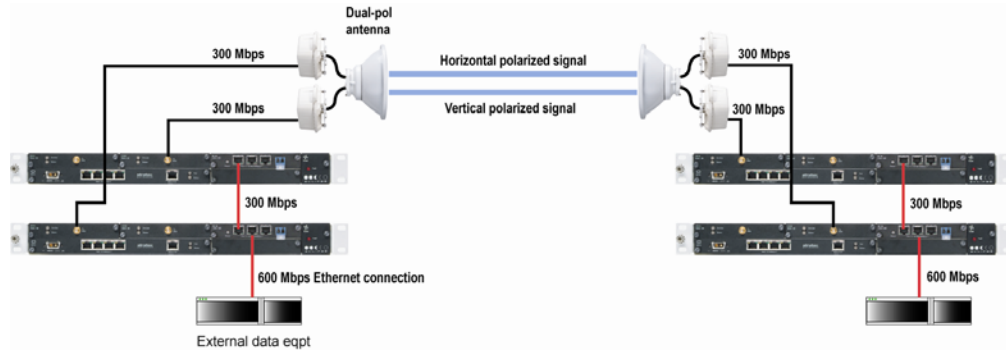 Dual-pol
antenna
300 Mbps
300 Mbps
Horizontal polarized signal
Vertical polarized signal
300 Mbps
300 Mbps
300 Mbps
300 Mbps
600 Mbps Ethernet connection
600 Mbps
External data eqpt